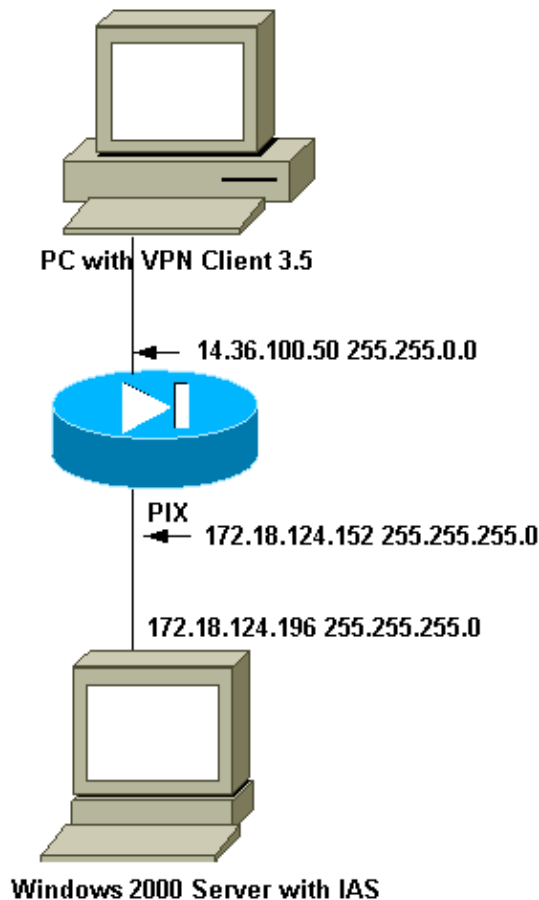 PC with VPN Client 3.5
14.36.100.50 255.255.0.0
PIX
172.18.124.152 255.255.255.0
172.18.124.196 255.255.255.0
Windows 2000 Server with IAS